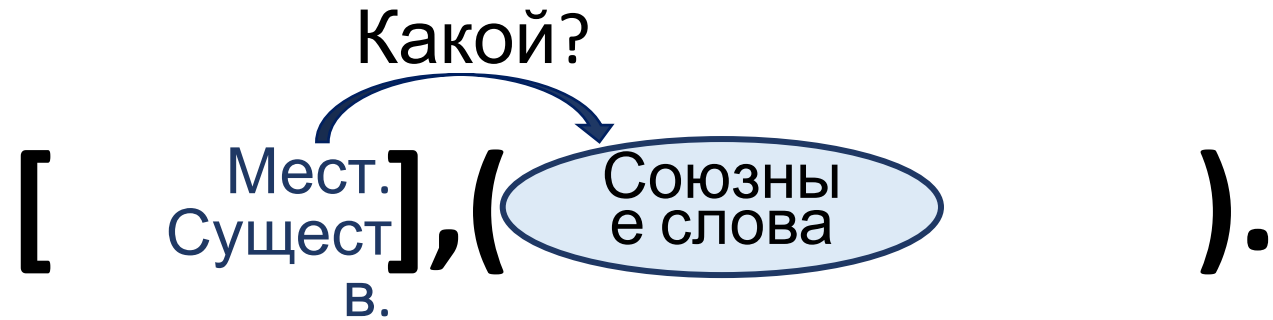 Какой?
[ Мест. ],( Союзны ).
Сущест е слова
в.